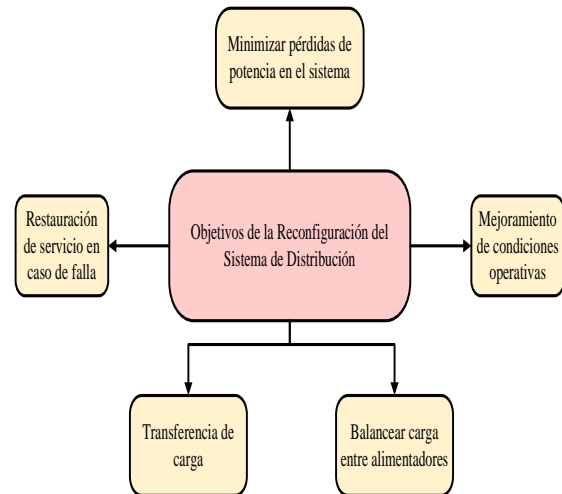 Minimizar pérdidas de
potencia en el sistema
Restauración
de servicio en
caso de falla
Objetivos de la Reconfiguración del
Sistema de Distribución
Mejoramiento
de condiciones
operativas
Transferencia de
carga
Balancear carga
entre alimentadores